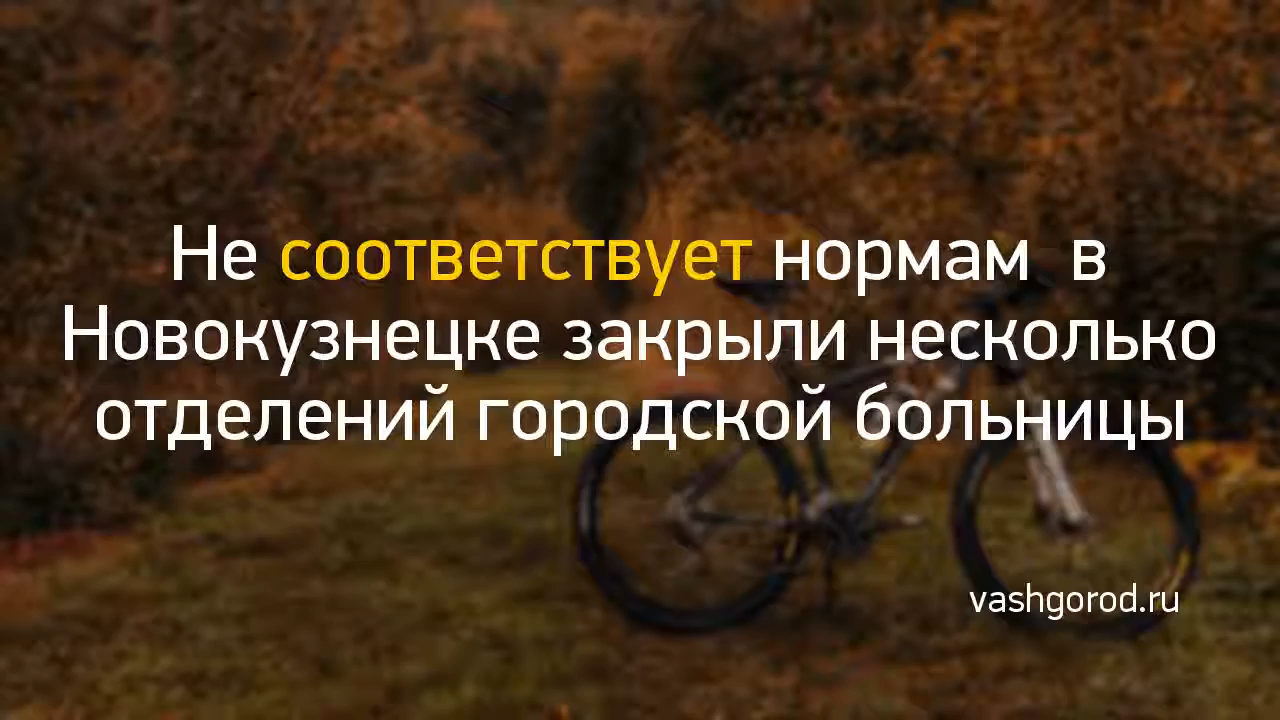 Не соответствует нормам  в
Новокузнецке закрыли несколько
отделений городской больницы
vashgorod.ru